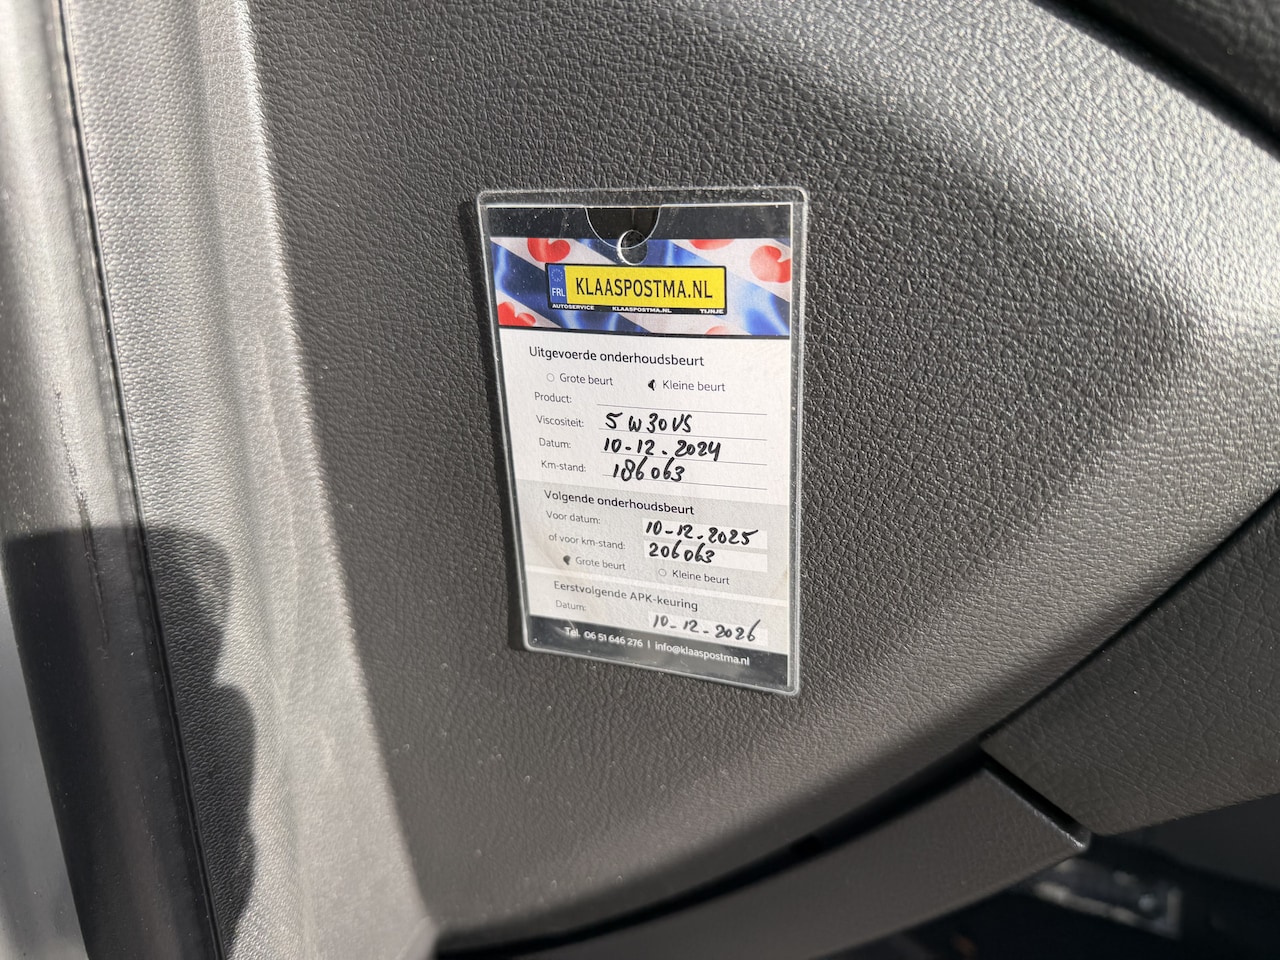 FRL KLAASPOSTMA.NL
AUTOSERVICE KLAASPOSTMA.NL TIJNJE
Uitgevoerde onderhoudsbeurt
Grote beurt Kleine beurt
Product:
Viscositeit: 5W30VS
Datum: 10-12.2024
Km-stand: 186063
Volgende onderhoudsbeurt
Voor datum: 10-12.2025
of voor km-stand: 206063
Grote beurt Kleine beurt
Eerstvolgende APK-keuring
Datum: 10-12-2026
Tel. 06 51 646 276 | info@klaaspostma.nl